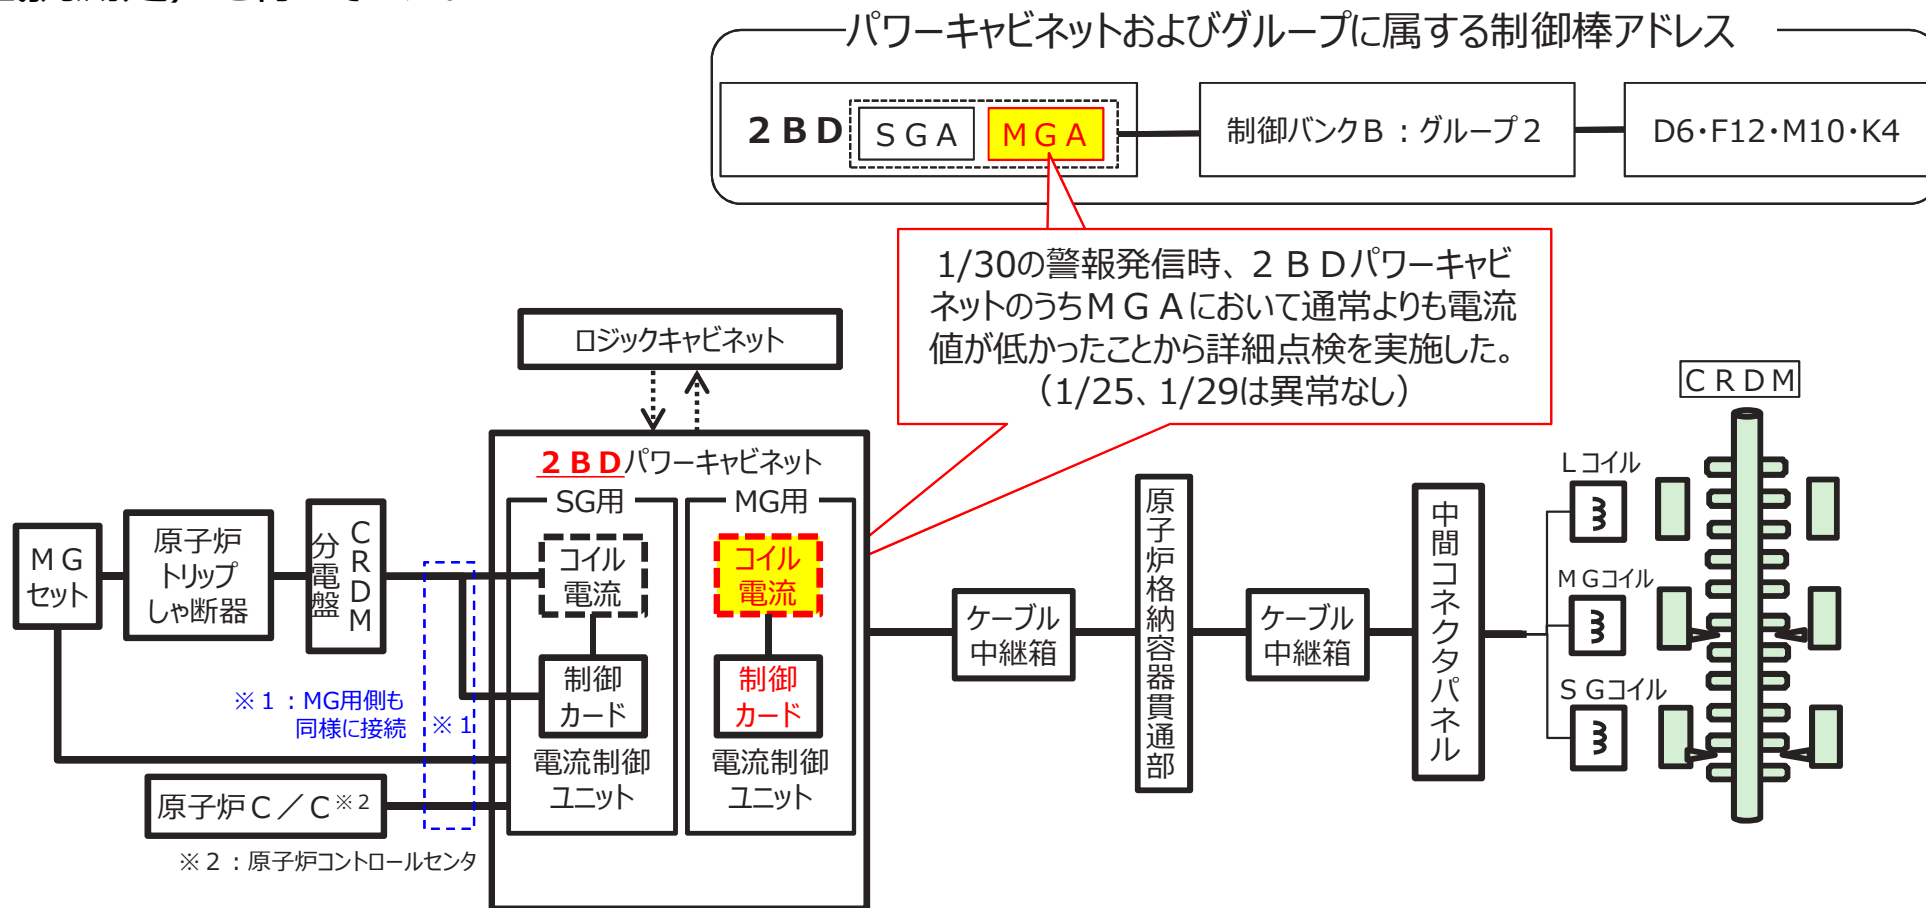 パワーキャビネットおよびグループに属する制御棒アドレス
２ＢＤ
ＳＧＡ
ＭＧＡ
制御バンクＢ：グループ２
D6・F12・M10・K4
1/30の警報発信時、２ＢＤパワーキャビ
ネットのうちＭＧＡにおいて通常よりも電流
値が低かったことから詳細点検を実施した。
（1/25、1/29は異常なし）
ロジックキャビネット
２ＢＤパワーキャビネット
SG用
MG用
コイル
電流
コイル
電流
制御
カード
制御
カード
電流制御
ユニット
電流制御
ユニット
ＭＧ
セット
原子炉
トリップ
しゃ断器
ＣＲＤＭ
分電盤
※１：MG用側も
同様に接続
※１
原子炉Ｃ／Ｃ※２
※２：原子炉コントロールセンタ
ケーブル
中継箱
原子炉格納容器貫通部
ケーブル
中継箱
中間コネクタパネル
Ｌコイル
ＭＧコイル
ＳＧコイル
ＣＲＤＭ